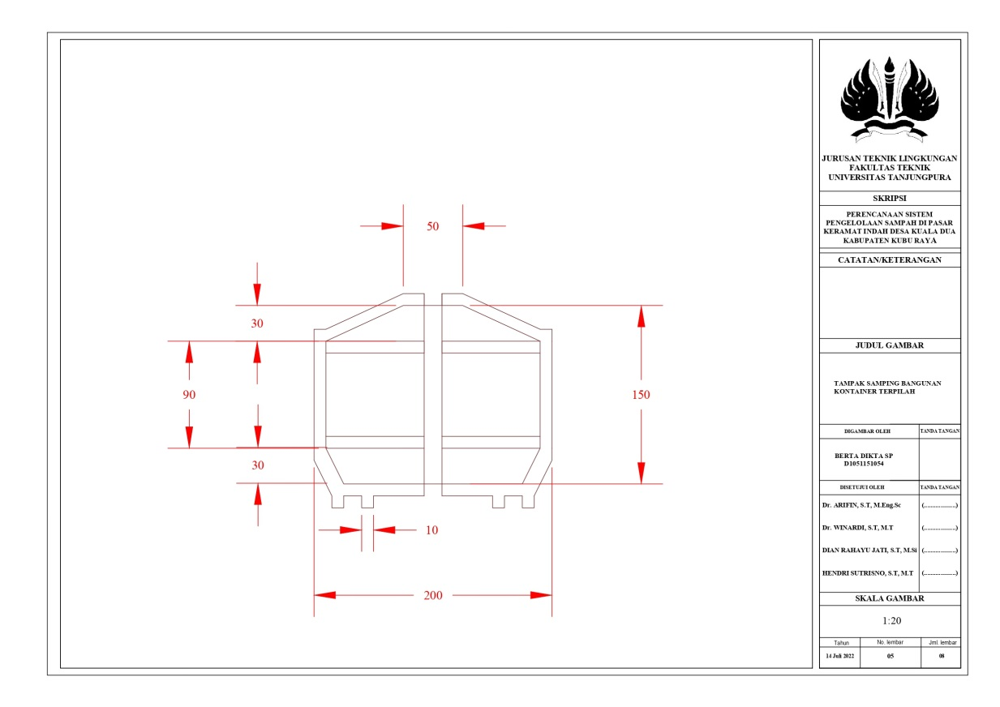 50
30
90
150
30
10
200
JURUSAN TEKNIK LINGKUNGAN
FAKULTAS TEKNIK
UNIVERSITAS TANJUNGPURA
SKRIPSI
PERENCANAAN SISTEM
PENGELOLAAN SAMPAH DI PASAR
KERAMAT INDAH DESA KUALA DUA
KABUPATEN KUBU RAYA
CATATAN/KETERANGAN
JUDUL GAMBAR
TAMPAK SAMPING BANGUNAN
KONTAINER TERPILAH
DIGAMBAR OLEH TANDA TANGAN
BERTA DIKTA SP
D1051151054
DISETUJUI OLEH TANDA TANGAN
Dr. ARIFIN, S.T, M.Eng.Sc (..................)
Dr. WINARDI, S.T, M.T (..................)
DIAN RAHAYU JATI, S.T, M.Si (..................)
HENDRI SUTRISNO, S.T, M.T (..................)
SKALA GAMBAR
1:20
Tahun No. lembar Jml. lembar
14 Juli 2022 05 08